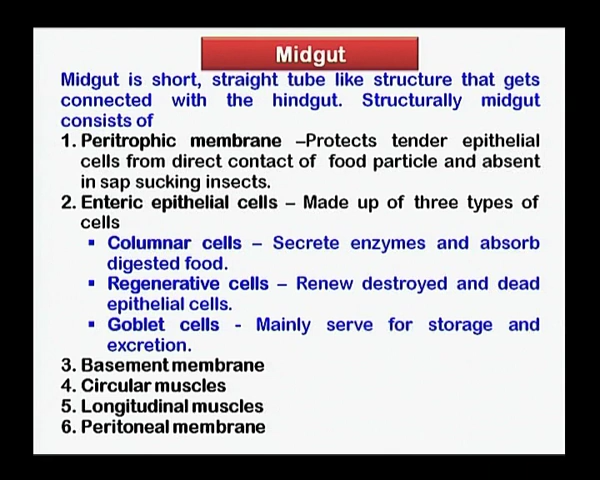 Midgut
Midgut is short, straight tube like structure that gets
connected with the hindgut. Structurally midgut
consists of
1. Peritrophic membrane –Protects tender epithelial
cells from direct contact of food particle and absent
in sap sucking insects.
2. Enteric epithelial cells – Made up of three types of
cells
▪ Columnar cells – Secrete enzymes and absorb
digested food.
▪ Regenerative cells – Renew destroyed and dead
epithelial cells.
▪ Goblet cells - Mainly serve for storage and
excretion.
3. Basement membrane
4. Circular muscles
5. Longitudinal muscles
6. Peritoneal membrane